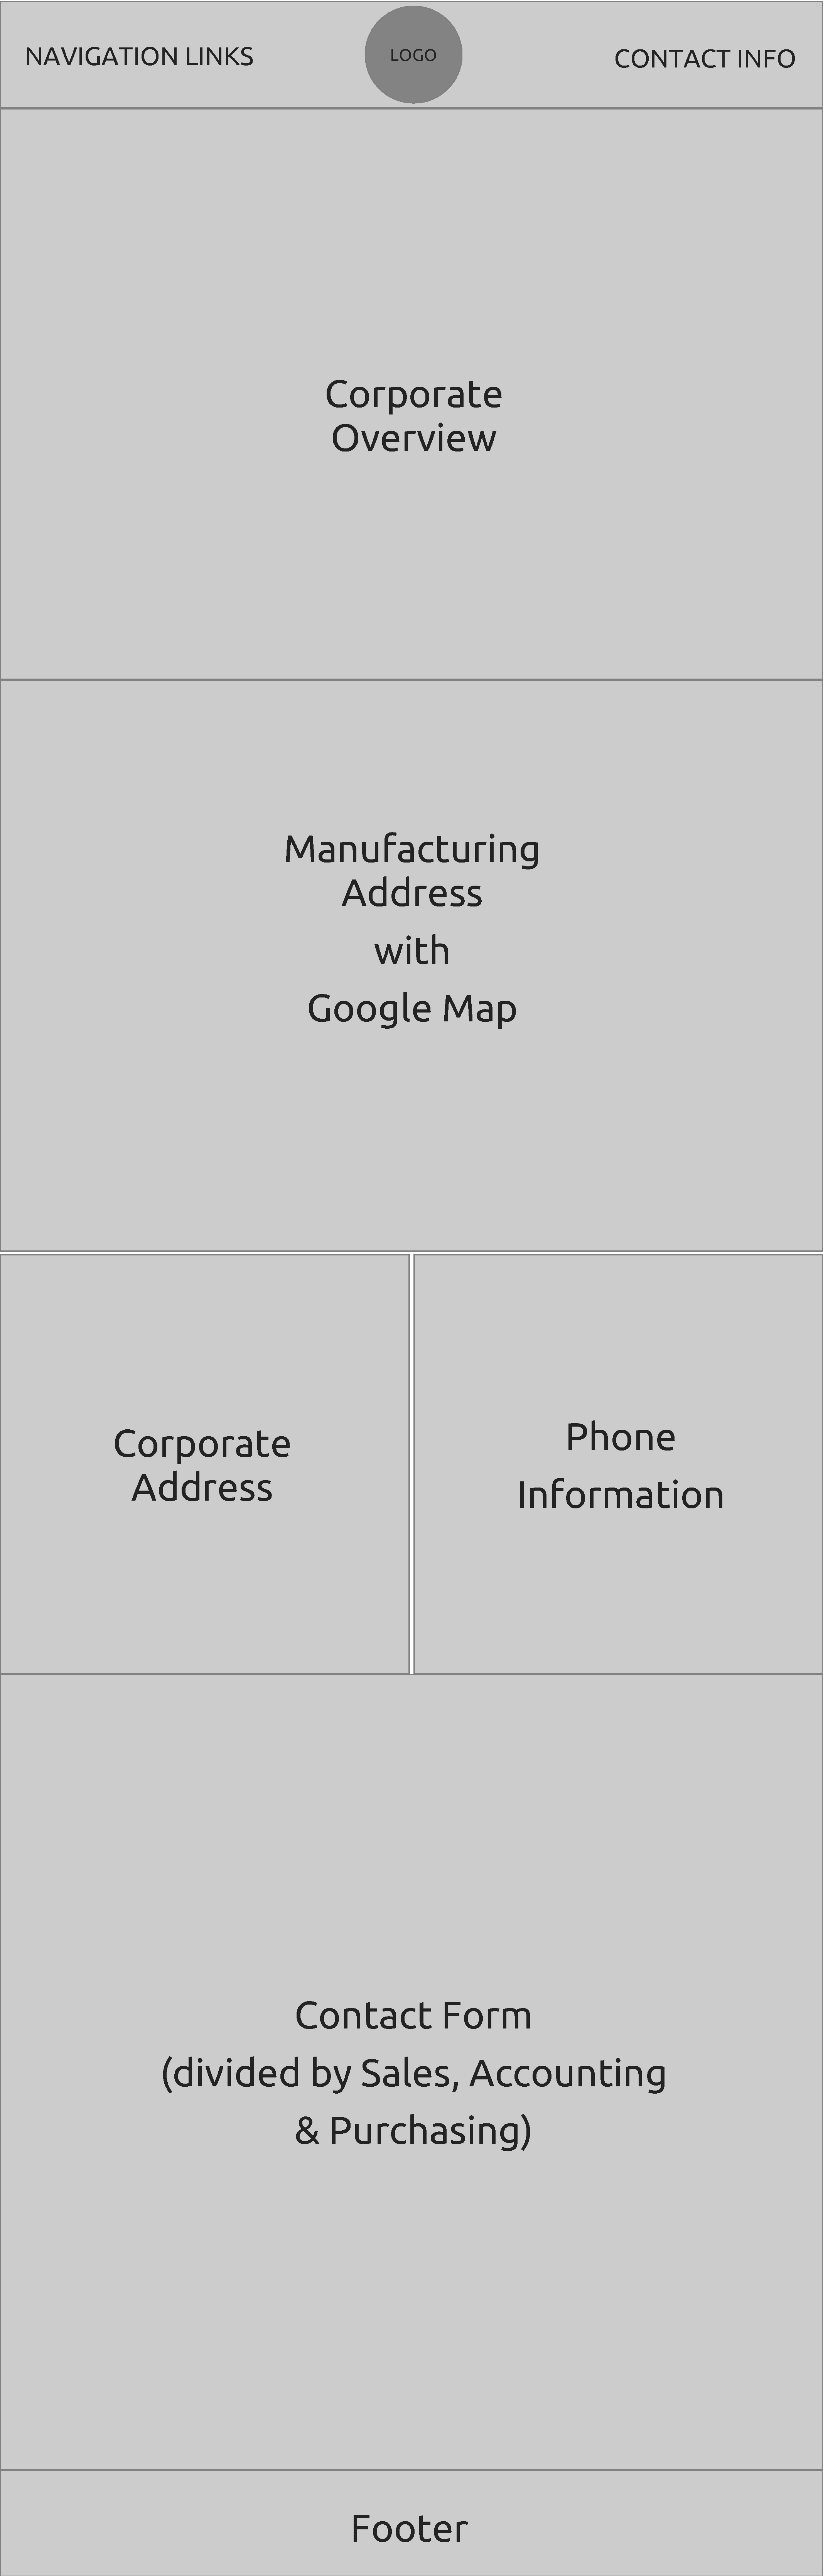 NAVIGATION LINKS
LOGO
CONTACT INFO
Corporate
Overview
Manufacturing
Address
with
Google Map
Corporate
Address
Phone
Information
Contact Form
(divided by Sales, Accounting
& Purchasing)
Footer